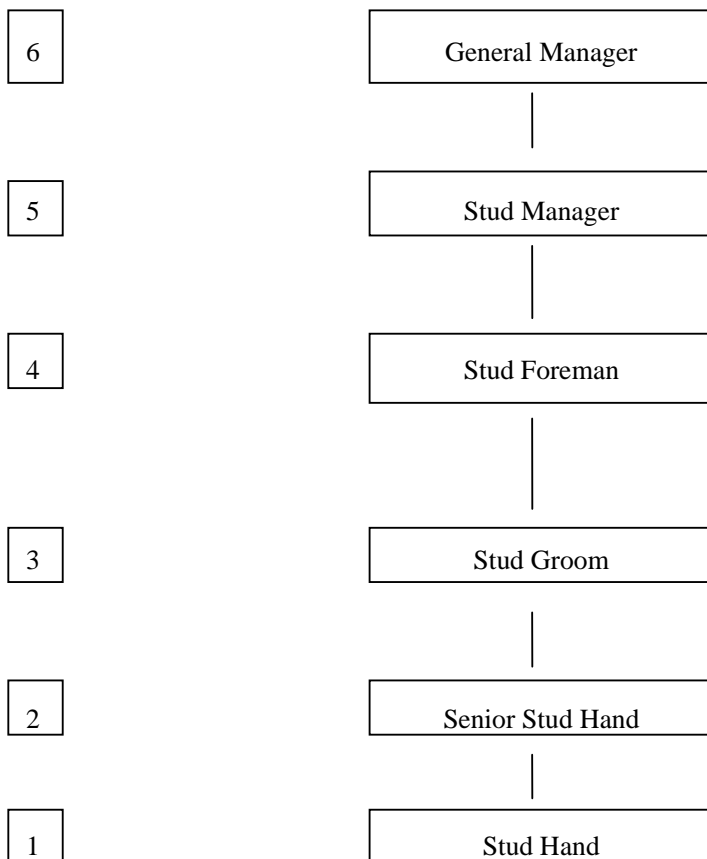 6 General Manager
5 Stud Manager
4 Stud Foreman
3 Stud Groom
2 Senior Stud Hand
1 Stud Hand